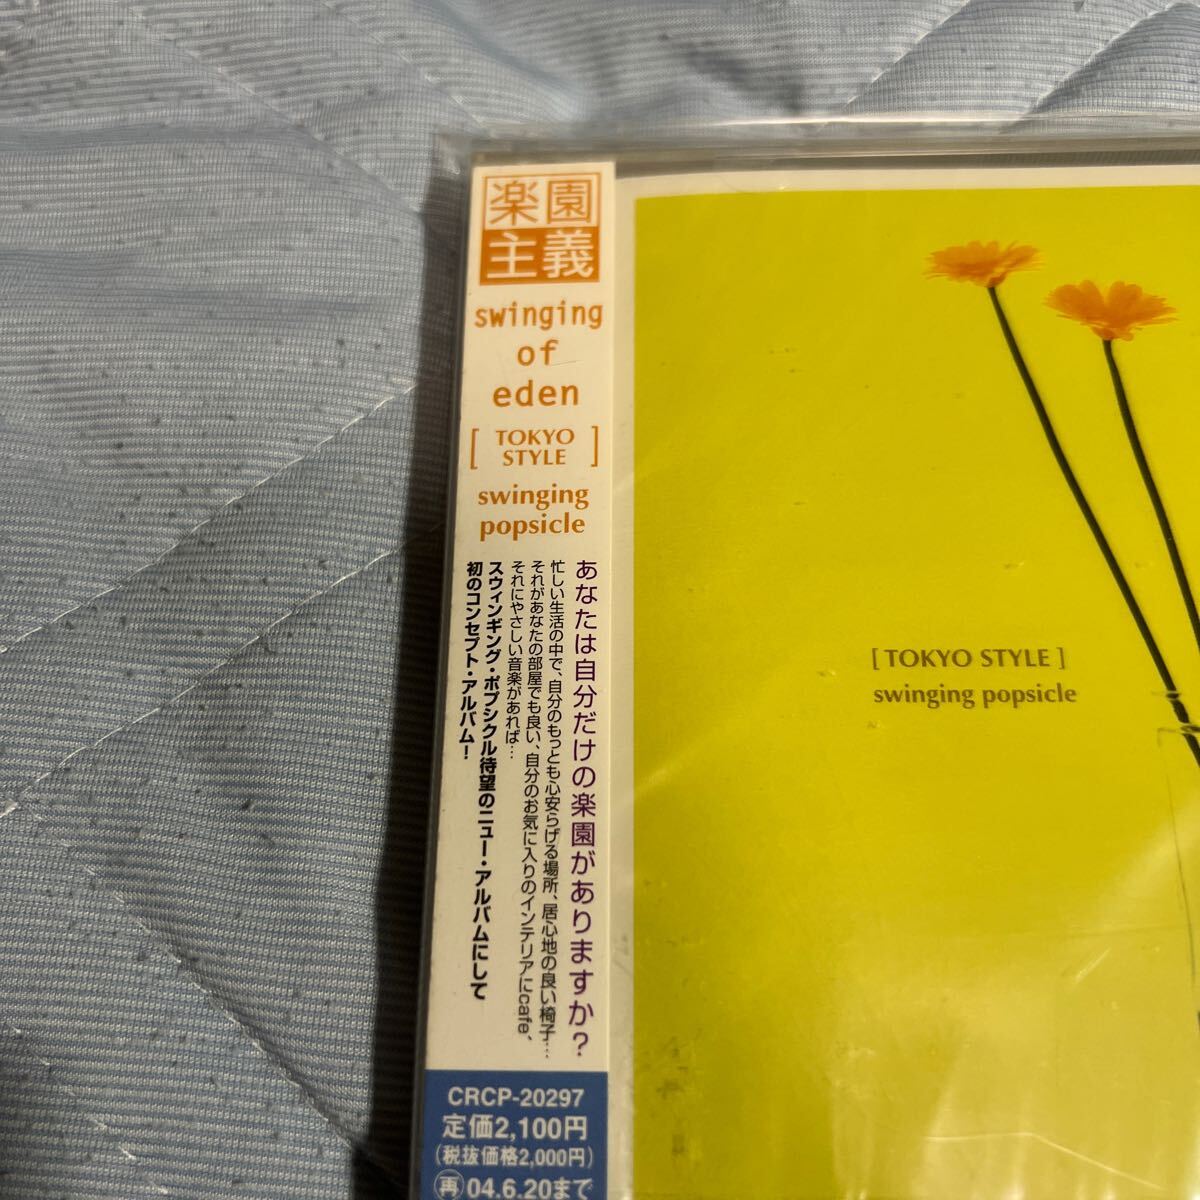 楽園
主義
swinging
of
eden
[ TOKYO
STYLE ]
swinging
popsicle
あなたは自分だけの楽園がありますか？
忙しい生活の中で、自分のもっとも心安らげる場所、居心地の良い椅子…
それがあなたの部屋でも良い、自分のお気に入りのインテリアにcafe、
それにやさしい音楽があれば…
スウィンギング・ポプシクル待望のニュー・アルバムにして
初のコンセプト・アルバム！
CRCP-20297
定価2,100円
(税抜価格2,000円)
再 04.6.20まで
[ TOKYO STYLE ]
swinging popsicle